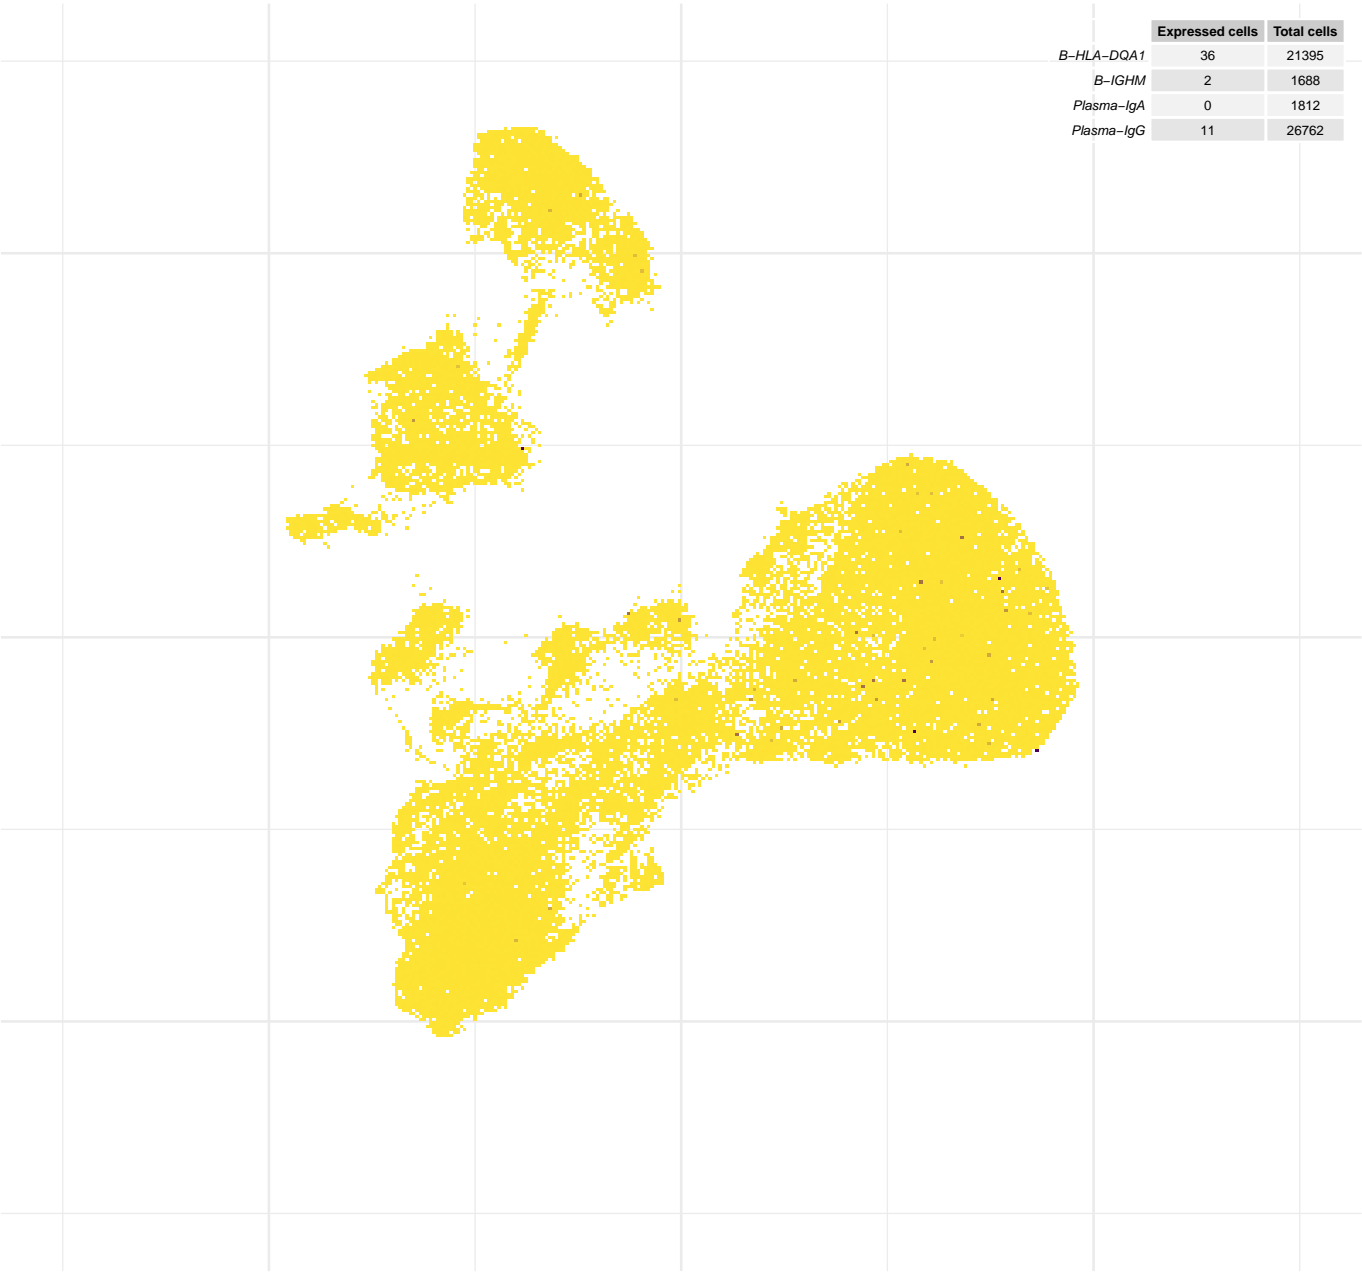 Expressed cells Total cells
B−HLA−DQA1 36 21395
B−IGHM 2 1688
Plasma−IgA 0 1812
Plasma−IgG 11 26762